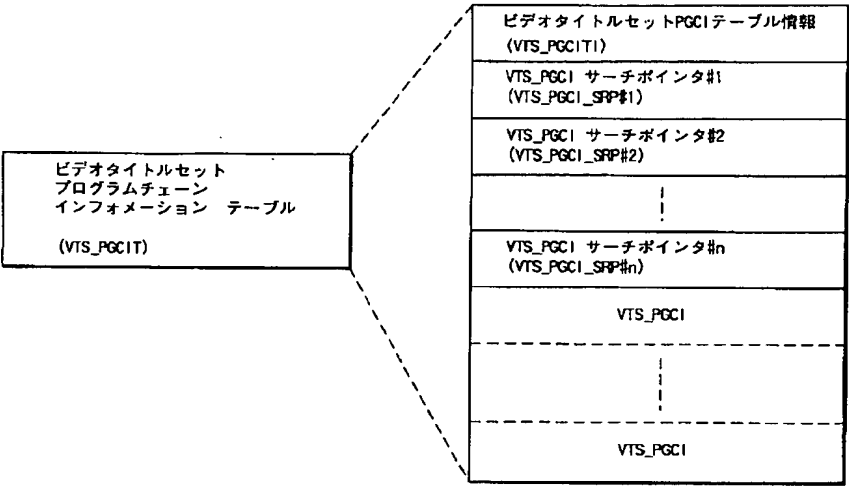 ビデオタイトルセット
プログラムチェーン
インフォメーション テーブル
(VTS_PGCIT)
ビデオタイトルセットPGCIテーブル情報
(VTS_PGCITI)
VTS_PGCI サーチポインタ#1
(VTS_PGCI_SRP#1)
VTS_PGCI サーチポインタ#2
(VTS_PGCI_SRP#2)
VTS_PGCI サーチポインタ#n
(VTS_PGCI_SRP#n)
VTS_PGCI
VTS_PGCI